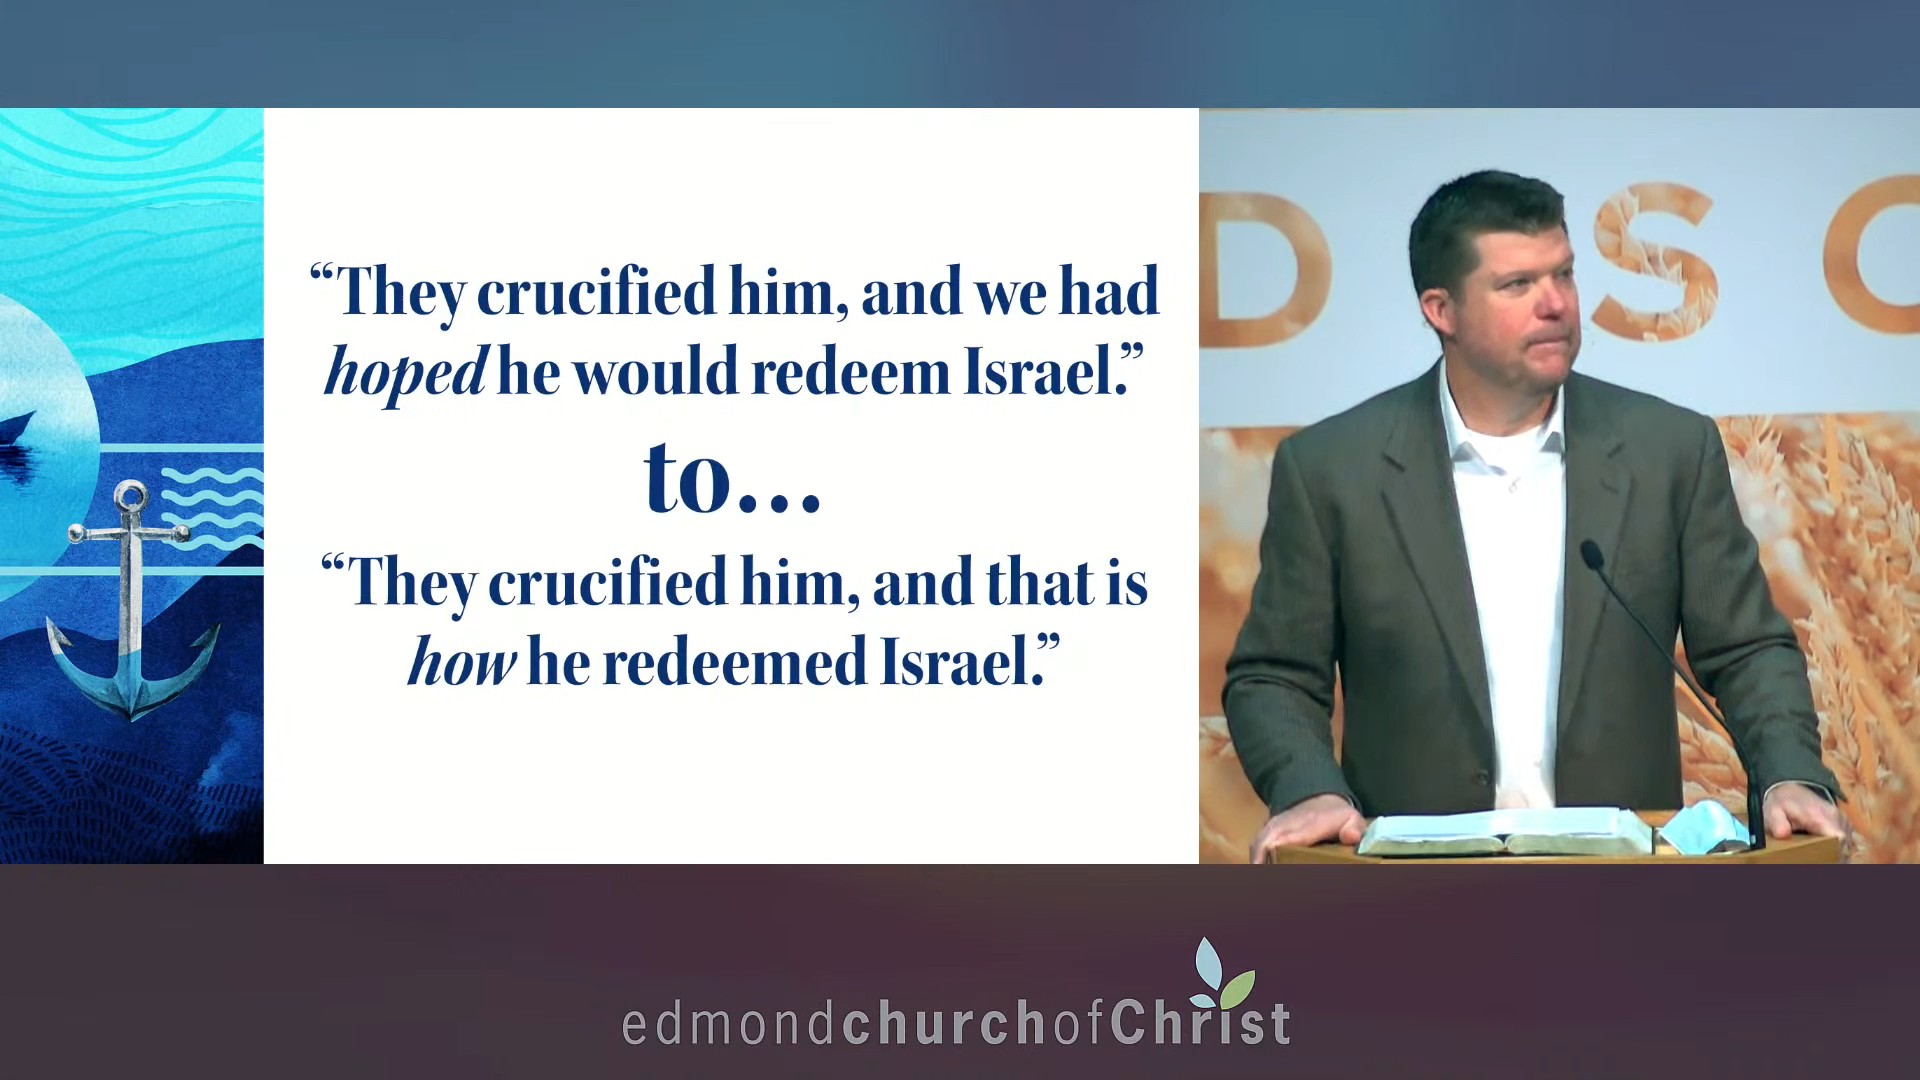 “They crucified him, and we had
hoped he would redeem Israel.”
to...
“They crucified him, and that is
how he redeemed Israel.”
D S C
edmondchurchofChrist